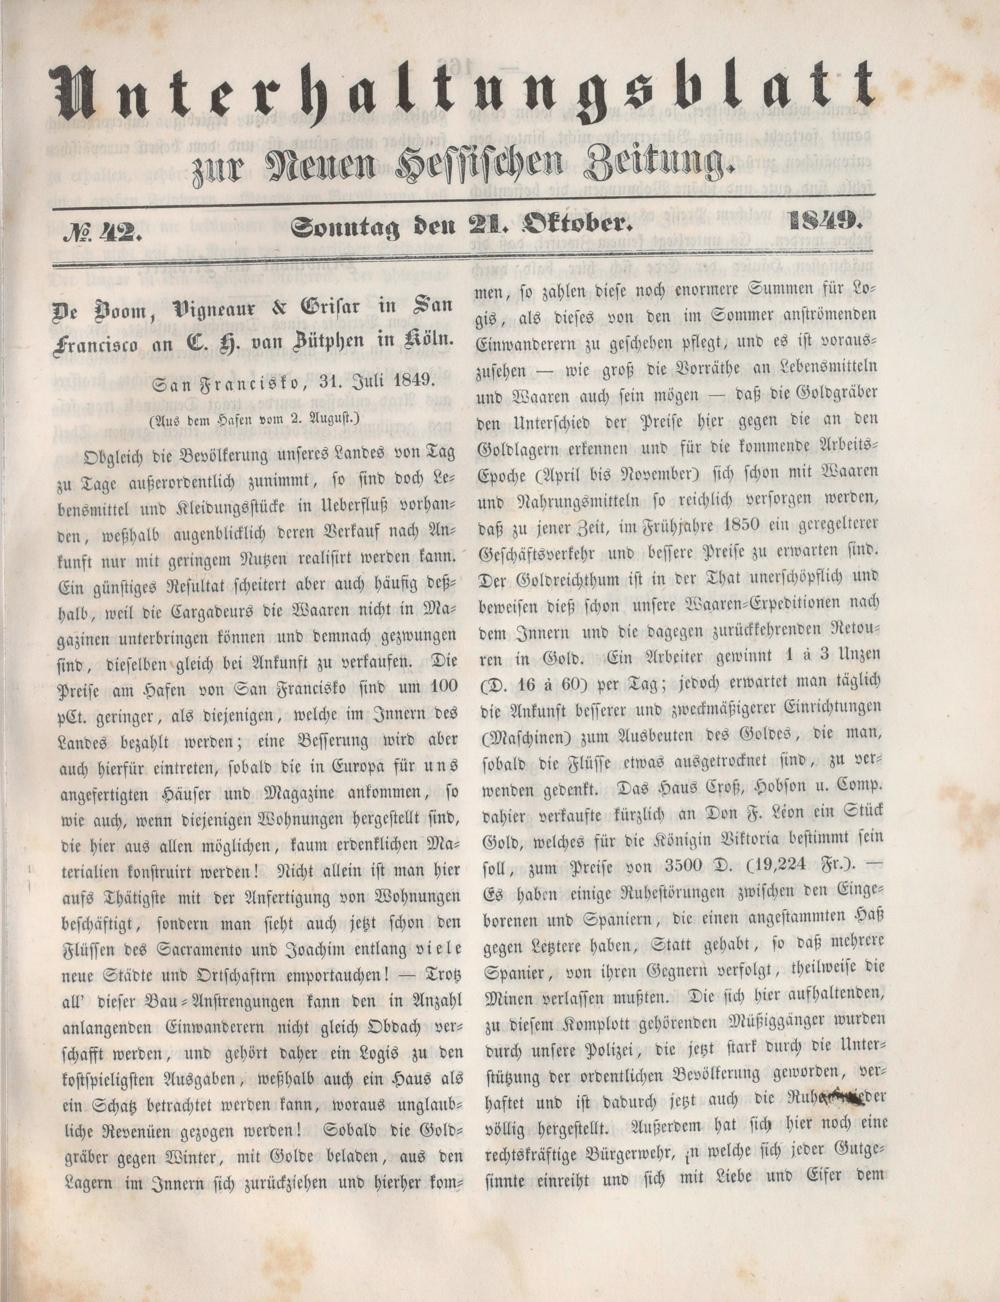 Unterhaltungsblatt
zur Neuen Hessischen Zeitung.
№ 42.
Sonntag den 21. Oktober.
1849.
De Boom, Vigneaux & Grisar in San
Francisco an C. H. van Zütphen in Köln.
San Francisko, 31. Juli 1849.
(Aus dem Hafen vom 2. August.)
Obgleich die Bevölkerung unseres Landes von Tag
zu Tage außerordentlich zunimmt, so sind doch Le-
bensmittel und Kleidungsstücke in Ueberfluß vorhan-
den, weßhalb augenblicklich deren Verkauf nach An-
kunft nur mit geringem Nutzen realisirt werden kann.
Ein günstiges Resultat scheitert aber auch häufig deß-
halb, weil die Cargadeurs die Waaren nicht in Ma-
gazinen unterbringen können und demnach gezwungen
sind, dieselben gleich bei Ankunft zu verkaufen. Die
Preise am Hafen von San Francisko sind um 100
pCt. geringer, als diejenigen, welche im Innern des
Landes bezahlt werden; eine Besserung wird aber
auch hierfür eintreten, sobald die in Europa für uns
angefertigten Häuser und Magazine ankommen, so
wie auch, wenn diejenigen Wohnungen hergestellt sind,
die hier aus allen möglichen, kaum erdenklichen Ma-
terialien konstruirt werden! Nicht allein ist man hier
aufs Thätigste mit der Anfertigung von Wohnungen
beschäftigt, sondern man sieht auch jetzt schon den
Flüssen des Sacramento und Joachim entlang viele
neue Städte und Ortschaftrn emportauchen! — Trotz
all' dieser Bau-Anstrengungen kann den in Anzahl
anlangenden Einwanderern nicht gleich Obdach ver-
schafft werden, und gehört daher ein Logis zu den
kostspieligsten Ausgaben, weßhalb auch ein Haus als
ein Schatz betrachtet werden kann, woraus unglaub-
liche Revenüen gezogen werden! Sobald die Gold-
gräber gegen Winter, mit Golde beladen, aus den
Lagern im Innern sich zurückziehen und hierher kom-
men, so zahlen diese noch enormere Summen für Lo-
gis, als dieses von den im Sommer anströmenden
Einwanderern zu geschehen pflegt, und es ist voraus-
zusehen — wie groß die Vorräthe an Lebensmitteln
und Waaren auch sein mögen — daß die Goldgräber
den Unterschied der Preise hier gegen die an den
Goldlagern erkennen und für die kommende Arbeits-
Epoche (April bis November) sich schon mit Waaren
und Nahrungsmitteln so reichlich versorgen werden,
daß zu jener Zeit, im Frühjahre 1850 ein geregelterer
Geschäftsverkehr und bessere Preise zu erwarten sind.
Der Goldreichthum ist in der That unerschöpflich und
beweisen dieß schon unsere Waaren-Expeditionen nach
dem Innern und die dagegen zurückkehrenden Retou-
ren in Gold. Ein Arbeiter gewinnt 1 à 3 Unzen
(D. 16 à 60) per Tag; jedoch erwartet man täglich
die Ankunft besserer und zweckmäßigerer Einrichtungen
(Maschinen) zum Ausbeuten des Goldes, die man,
sobald die Flüsse etwas ausgetrocknet sind, zu ver-
wenden gedenkt. Das Haus Croß, Hobson u. Comp.
dahier verkaufte kürzlich an Don F. Léon ein Stück
Gold, welches für die Königin Viktoria bestimmt sein
soll, zum Preise von 3500 D. (19,224 Fr.). —
Es haben einige Ruhestörungen zwischen den Einge-
borenen und Spaniern, die einen angestammten Haß
gegen Letztere haben, Statt gehabt, so daß mehrere
Spanier, von ihren Gegnern verfolgt, theilweise die
Minen verlassen mußten. Die sich hier aufhaltenden,
zu diesem Komplott gehörenden Müßiggänger wurden
durch unsere Polizei, die jetzt stark durch die Unter-
stützung der ordentlichen Bevölkerung geworden, ver-
haftet und ist dadurch jetzt auch die Ruhe wieder
völlig hergestellt. Außerdem hat sich hier noch eine
rechtskräftige Bürgerwehr, in welche sich jeder Gutge-
sinnte einreiht und sich mit Liebe und Eifer dem